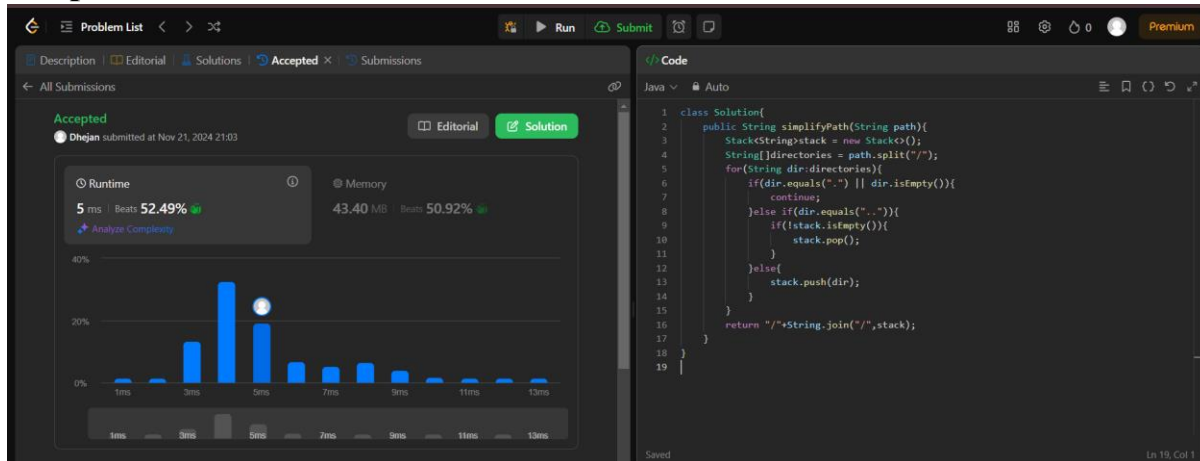 Problem List
Run
Submit
0
Premium
Description
Editorial
Solutions
Accepted
Submissions
All Submissions
Accepted
Dhejan submitted at Nov 21, 2024 21:03
Editorial
Solution
Runtime
5 ms Beats 52.49%
Analyze Complexity
Memory
43.40 MB Beats 50.92%
40%
20%
0%
1ms 3ms 5ms 7ms 9ms 11ms 13ms
1ms 3ms 5ms 7ms 9ms 11ms 13ms
</> Code
Java Auto
1 class Solution{
2 public String simplifyPath(String path){
3 Stack<String>stack = new Stack<>();
4 String[]directories = path.split("/");
5 for(String dir:directories){
6 if(dir.equals(".") || dir.isEmpty()){
7 continue;
8 }else if(dir.equals("..")){
9 if(!stack.isEmpty()){
10 stack.pop();
11 }
12 }else{
13 stack.push(dir);
14 }
15 }
16 return "/"+String.join("/",stack);
17 }
18 }
19
Saved
Ln 19, Col 1